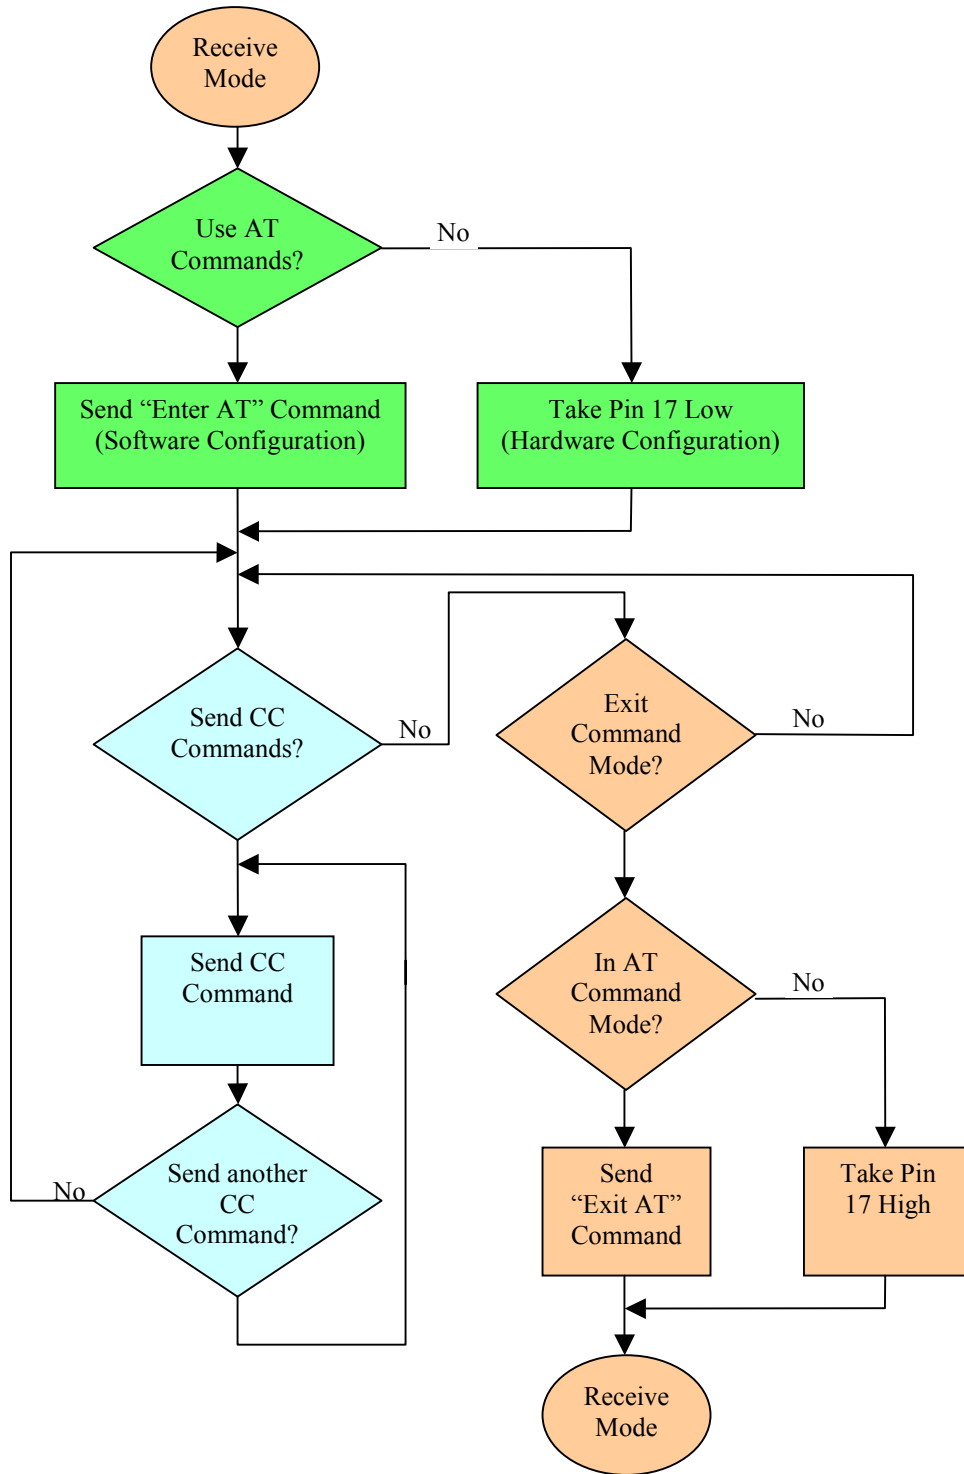 Receive
Mode
Use AT
Commands?
No
Send “Enter AT” Command
(Software Configuration)
Take Pin 17 Low
(Hardware Configuration)
Send CC
Commands?
No
Exit
Command
Mode?
No
Send CC
Command
In AT
Command
Mode?
No
Send another
CC
Command?
No
Send
“Exit AT”
Command
Take Pin
17 High
Receive
Mode